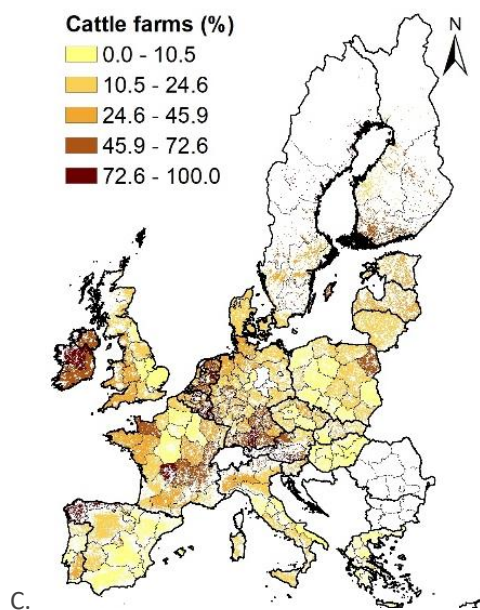 Cattle farms (%)
N
0.0 - 10.5
10.5 - 24.6
24.6 - 45.9
45.9 - 72.6
72.6 - 100.0
C.